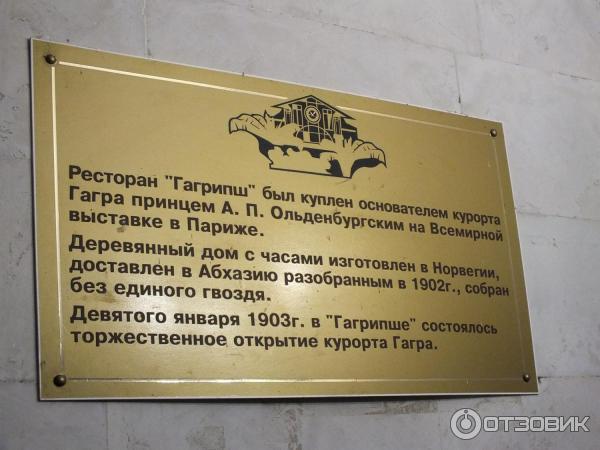 Ресторан "Гагрипш" был куплен основателем курорта
Гагра принцем А. П. Ольденбургским на Всемирной
выставке в Париже.
Деревянный дом с часами изготовлен в Норвегии,
доставлен в Абхазию разобранным в 1902г., собран
без единого гвоздя.
Девятого января 1903г. в "Гагрипше" состоялось
торжественное открытие курорта Гагра.
ОТЗОВИК